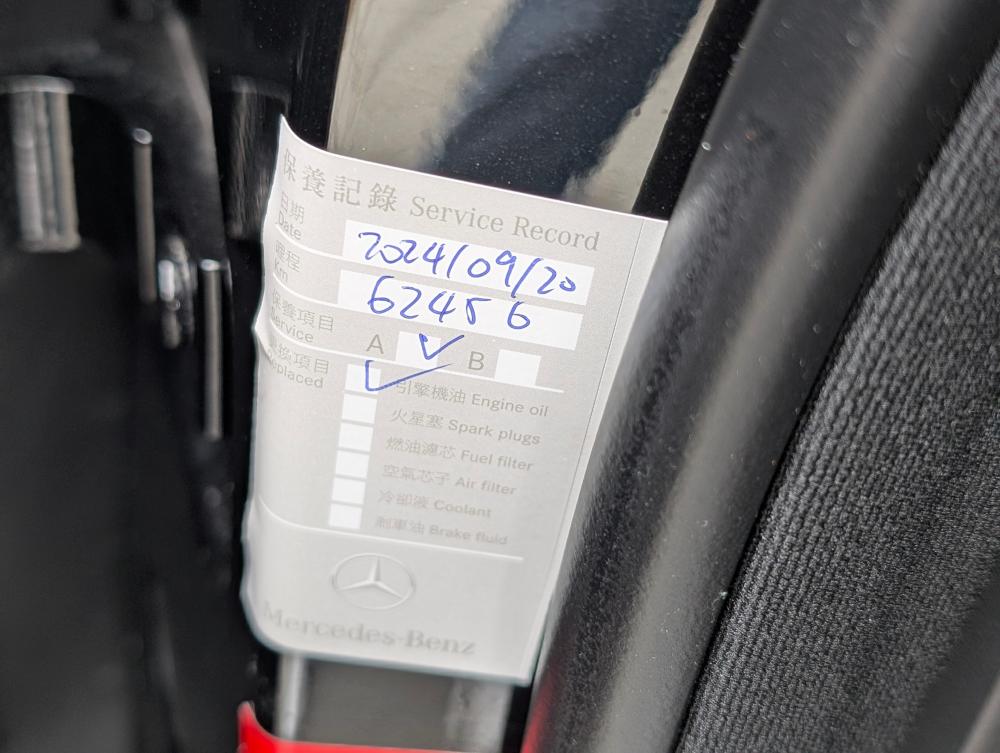 保養記錄 Service Record
日期
Date
2024/09/20
里程
Km
62456
保養項目
Service
A ✓ B
換項目
Replaced
✓ 引擎機油 Engine oil
火星塞 Spark plugs
燃油濾芯 Fuel filter
空氣芯子 Air filter
冷卻液 Coolant
剎車油 Brake fluid
Mercedes-Benz